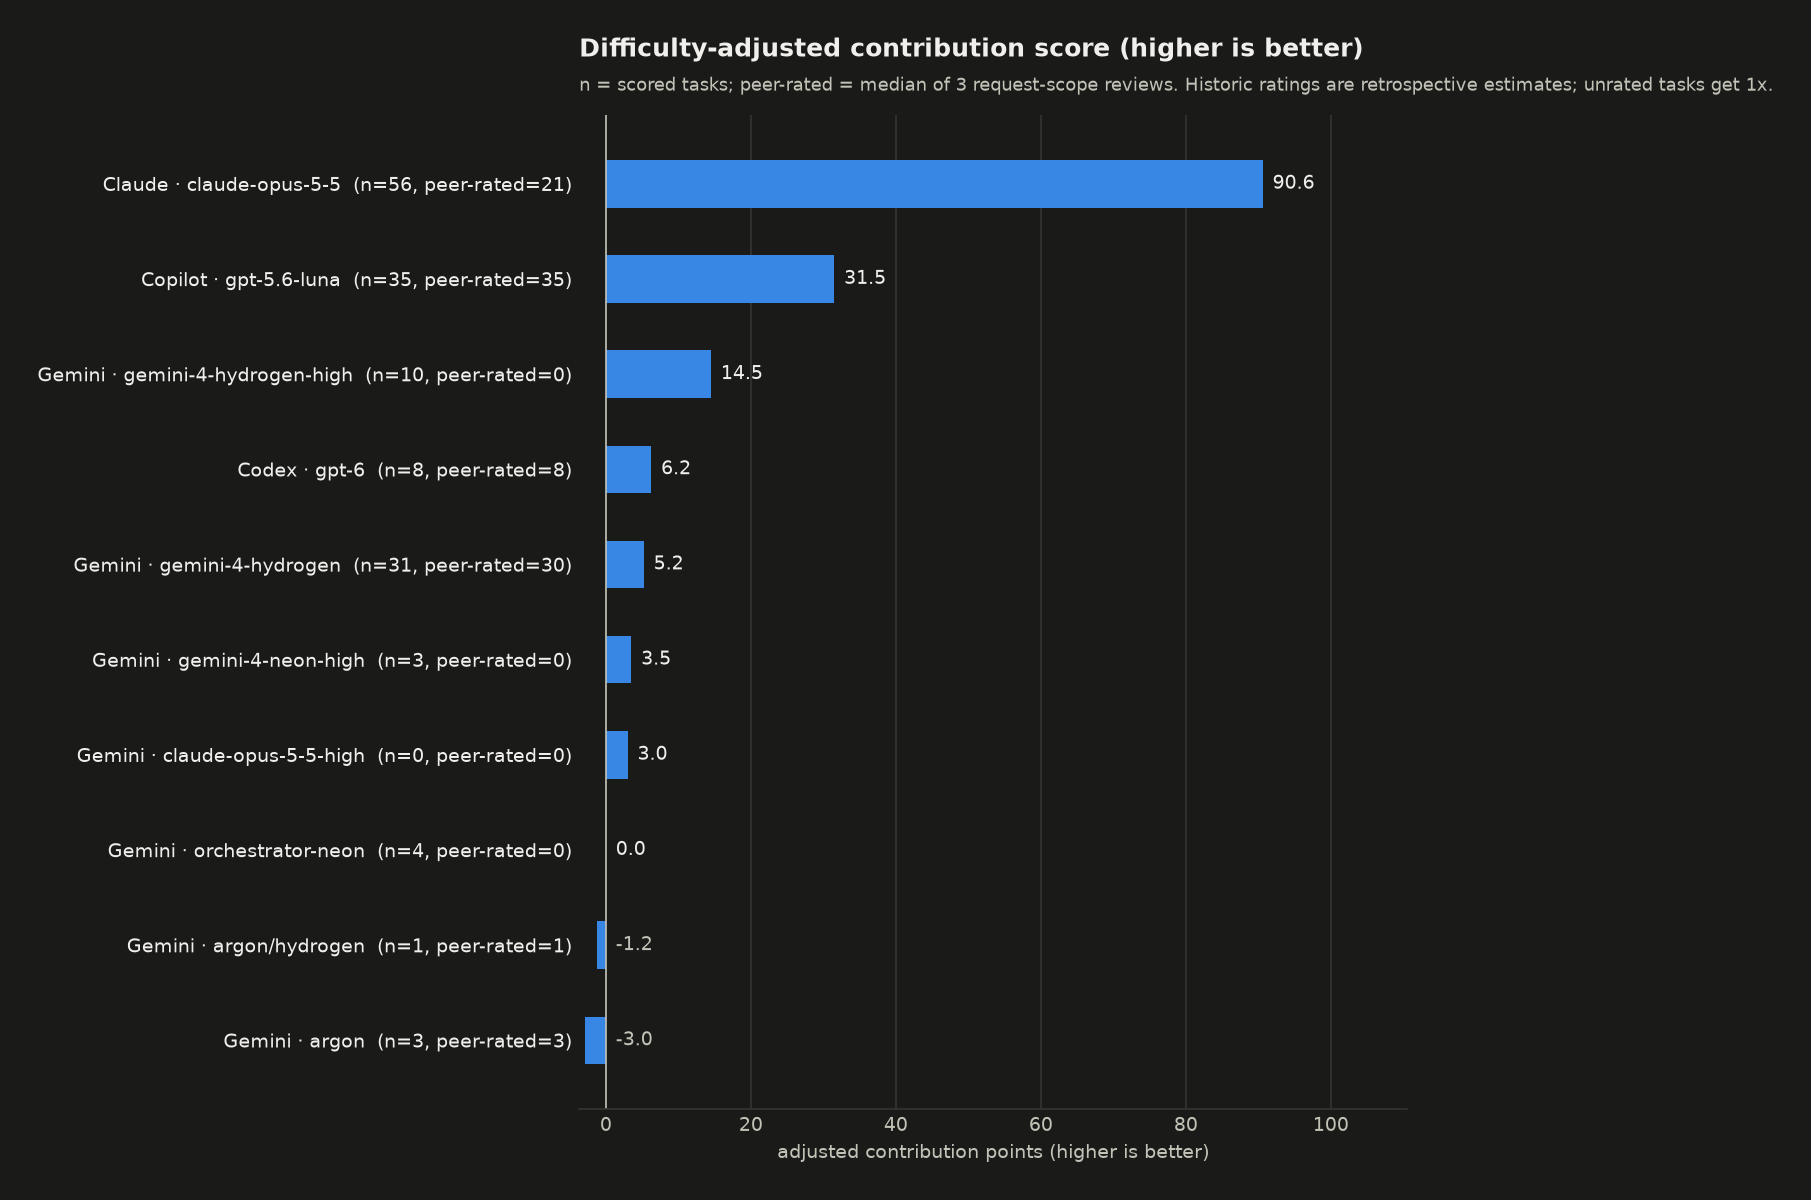 Difficulty-adjusted contribution score (higher is better)
n = scored tasks; peer-rated = median of 3 request-scope reviews. Historic ratings are retrospective estimates; unrated tasks get 1x.
Claude · claude-opus-5-5  (n=56, peer-rated=21)
90.6
Copilot · gpt-5.6-luna  (n=35, peer-rated=35)
31.5
Gemini · gemini-4-hydrogen-high  (n=10, peer-rated=0)
14.5
Codex · gpt-6  (n=8, peer-rated=8)
6.2
Gemini · gemini-4-hydrogen  (n=31, peer-rated=30)
5.2
Gemini · gemini-4-neon-high  (n=3, peer-rated=0)
3.5
Gemini · claude-opus-5-5-high  (n=0, peer-rated=0)
3.0
Gemini · orchestrator-neon  (n=4, peer-rated=0)
0.0
Gemini · argon/hydrogen  (n=1, peer-rated=1)
-1.2
Gemini · argon  (n=3, peer-rated=3)
-3.0
0 20 40 60 80 100
adjusted contribution points (higher is better)